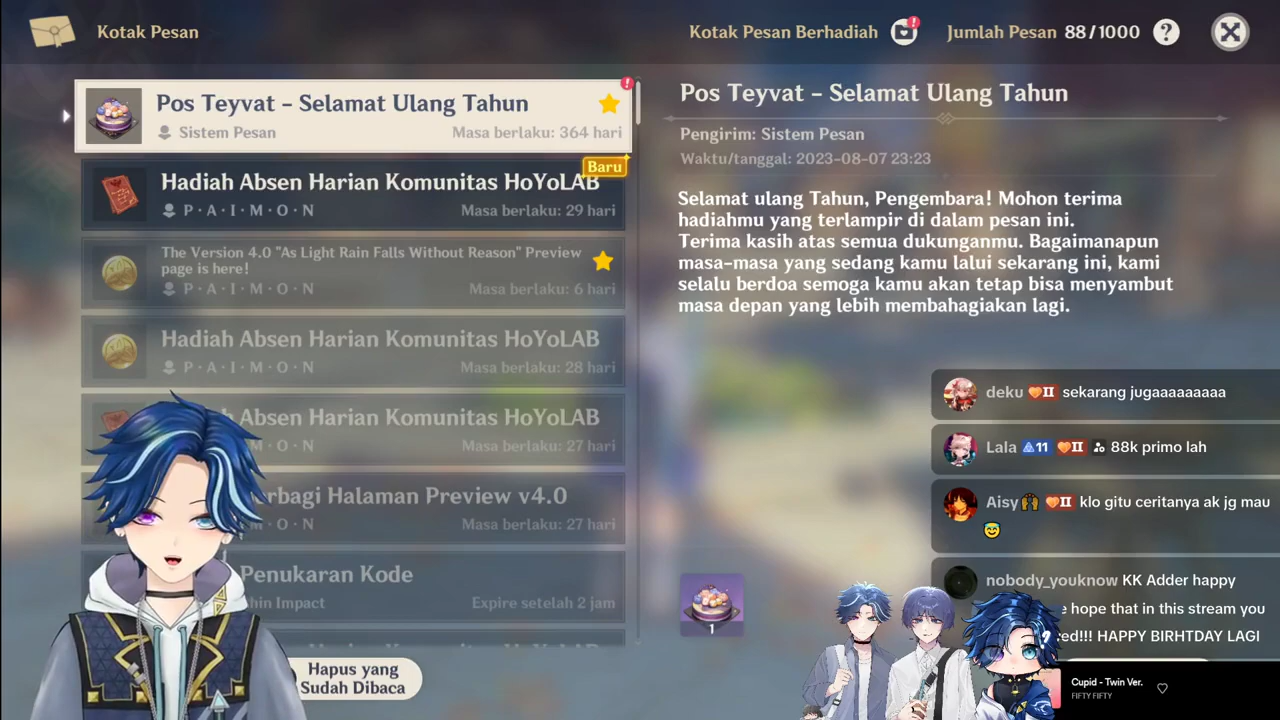 Kotak Pesan
Kotak Pesan Berhadiah
Jumlah Pesan 88/1000 ?
Pos Teyvat - Selamat Ulang Tahun
Sistem Pesan
Masa berlaku: 364 hari
Baru
Hadiah Absen Harian Komunitas HoYoLAB
P·A·I·M·O·N
Masa berlaku: 29 hari
The Version 4.0 "As Light Rain Falls Without Reason" Preview
page is here!
P·A·I·M·O·N
Masa berlaku: 6 hari
Hadiah Absen Harian Komunitas HoYoLAB
P·A·I·M·O·N
Masa berlaku: 28 hari
Absen Harian Komunitas HoYoLAB
M·O·N
Masa berlaku: 27 hari
rbagi Halaman Preview v4.0
M·O·N
Masa berlaku: 27 hari
Penukaran Kode
hin Impact
Expire setelah 2 jam
Hapus yang
Sudah Dibaca
Pos Teyvat - Selamat Ulang Tahun
Pengirim: Sistem Pesan
Waktu/tanggal: 2023-08-07 23:23
Selamat ulang Tahun, Pengembara! Mohon terima
hadiahmu yang terlampir di dalam pesan ini.
Terima kasih atas semua dukunganmu. Bagaimanapun
masa-masa yang sedang kamu lalui sekarang ini, kami
selalu berdoa semoga kamu akan tetap bisa menyambut
masa depan yang lebih membahagiakan lagi.
1
deku II sekarang jugaaaaaaaaa
Lala 11 II 88k primo lah
Aisy II klo gitu ceritanya ak jg mau
nobody_youknow KK Adder happy
hope that in this stream you
ed!!! HAPPY BIRHTDAY LAGI
Cupid - Twin Ver.
FIFTY FIFTY